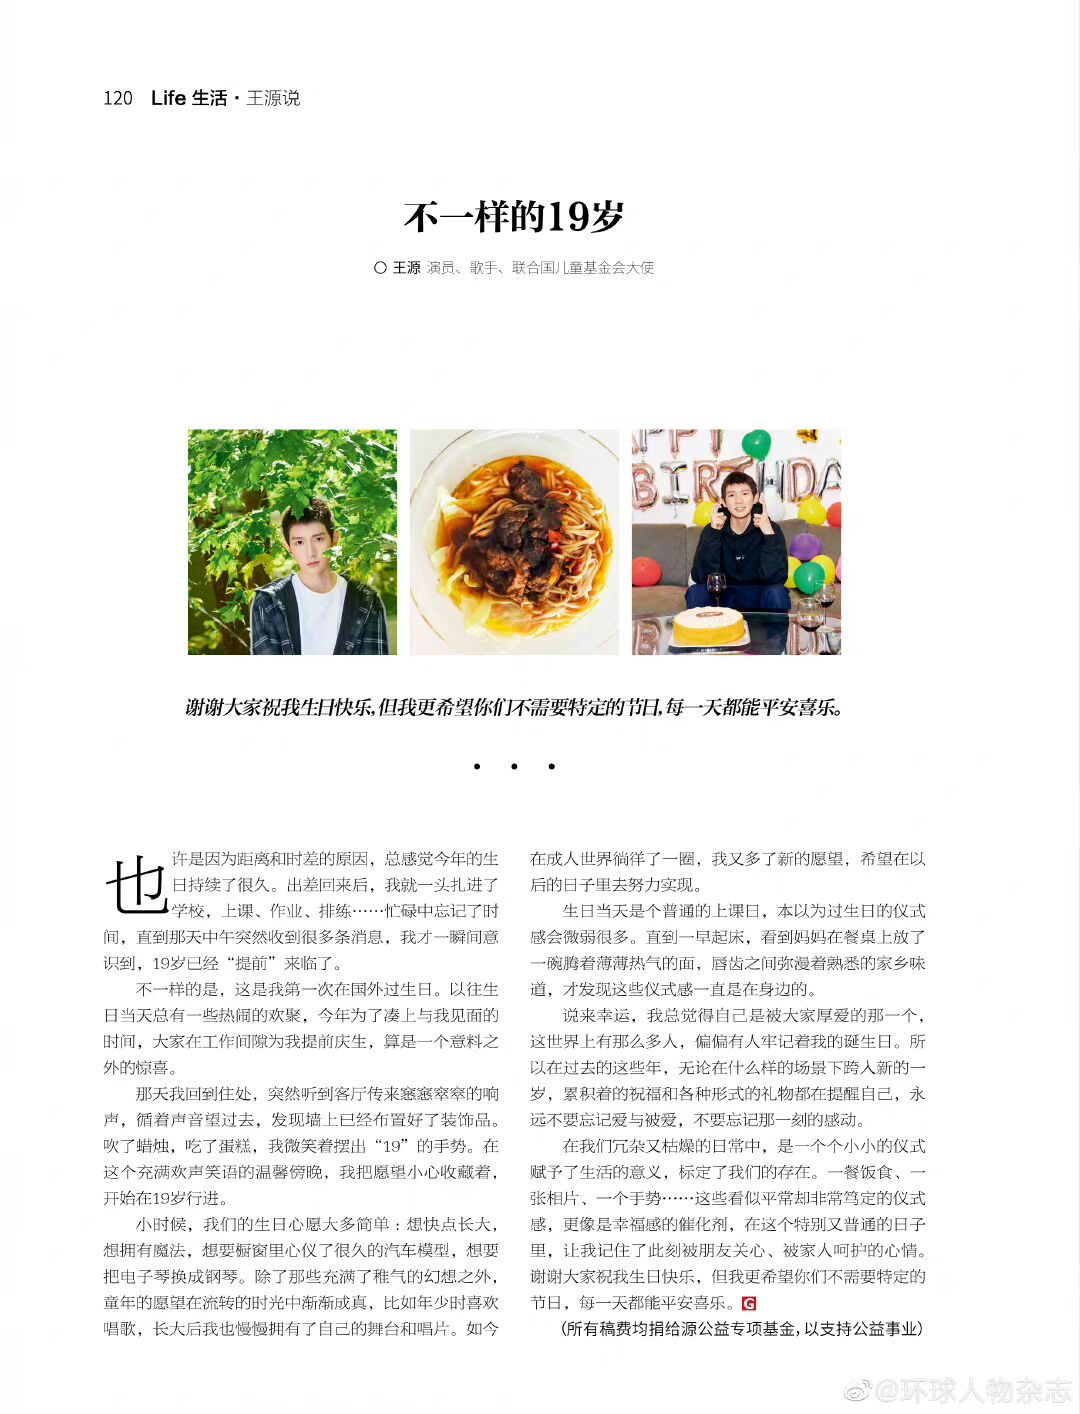 120 Life 生活·王源说
不一样的19岁
○ 王源 演员、歌手、联合国儿童基金会大使
PPY
BIRTHDA
谢谢大家祝我生日快乐,但我更希望你们不需要特定的节日,每一天都能平安喜乐。
• • •
也许是因为距离和时差的原因，总感觉今年的生
日持续了很久。出差回来后，我就一头扎进了
学校，上课、作业、排练……忙碌中忘记了时
间，直到那天中午突然收到很多条消息，我才一瞬间意
识到，19岁已经“提前”来临了。
不一样的是，这是我第一次在国外过生日。以往生
日当天总有一些热闹的欢聚，今年为了凑上与我见面的
时间，大家在工作间隙为我提前庆生，算是一个意料之
外的惊喜。
那天我回到住处，突然听到客厅传来窸窸窣窣的响
声，循着声音望过去，发现墙上已经布置好了装饰品。
吹了蜡烛，吃了蛋糕，我微笑着摆出“19”的手势。在
这个充满欢声笑语的温馨傍晚，我把愿望小心收藏着，
开始在19岁行进。
小时候，我们的生日心愿大多简单：想快点长大，
想拥有魔法，想要橱窗里心仪了很久的汽车模型，想要
把电子琴换成钢琴。除了那些充满了稚气的幻想之外，
童年的愿望在流转的时光中渐渐成真，比如年少时喜欢
唱歌，长大后我也慢慢拥有了自己的舞台和唱片。如今
在成人世界徜徉了一圈，我又多了新的愿望，希望在以
后的日子里去努力实现。
生日当天是个普通的上课日，本以为过生日的仪式
感会微弱很多。直到一早起床，看到妈妈在餐桌上放了
一碗腾着薄薄热气的面，唇齿之间弥漫着熟悉的家乡味
道，才发现这些仪式感一直是在身边的。
说来幸运，我总觉得自己是被大家厚爱的那一个，
这世界上有那么多人，偏偏有人牢记着我的诞生日。所
以在过去的这些年，无论在什么样的场景下跨入新的一
岁，累积着的祝福和各种形式的礼物都在提醒自己，永
远不要忘记爱与被爱，不要忘记那一刻的感动。
在我们冗杂又枯燥的日常中，是一个个小小的仪式
赋予了生活的意义，标定了我们的存在。一餐饭食、一
张相片、一个手势……这些看似平常却非常笃定的仪式
感，更像是幸福感的催化剂，在这个特别又普通的日子
里，让我记住了此刻被朋友关心、被家人呵护的心情。
谢谢大家祝我生日快乐，但我更希望你们不需要特定的
节日，每一天都能平安喜乐。G
（所有稿费均捐给源公益专项基金，以支持公益事业）
@环球人物杂志